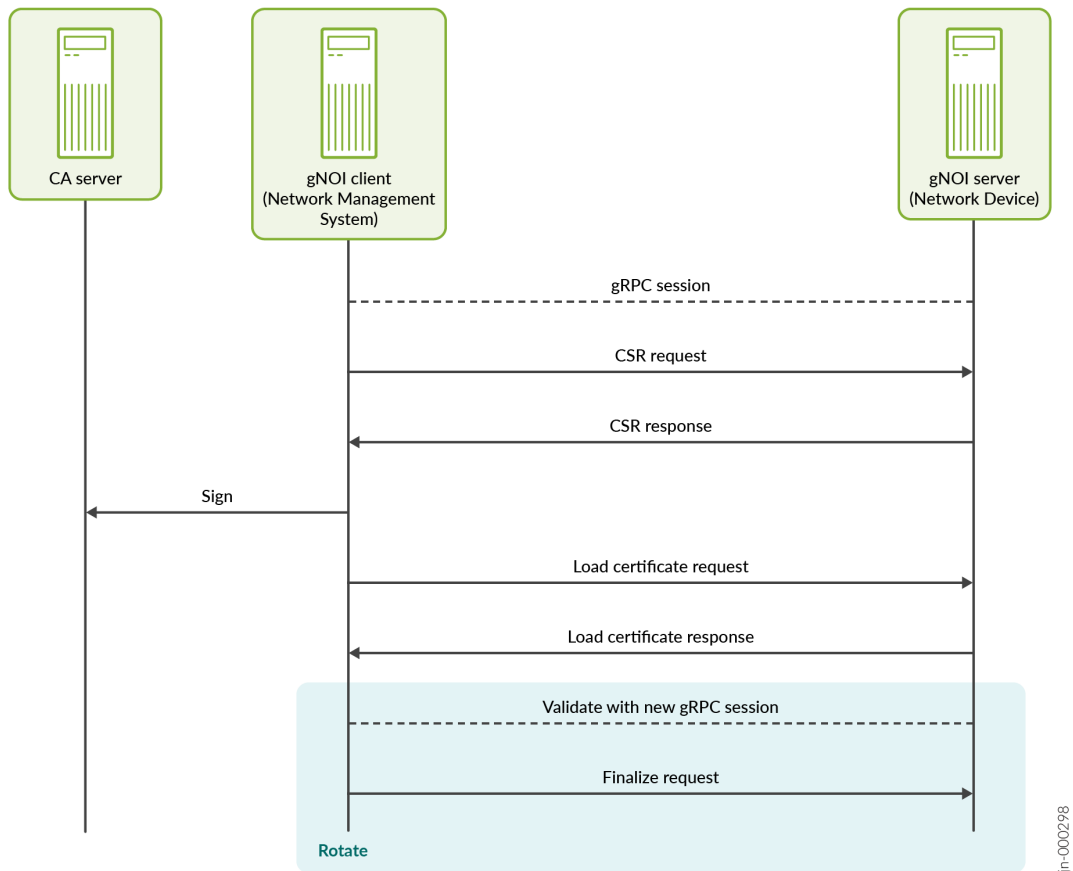 CA server
gNOI client
(Network Management
System)
gNOI server
(Network Device)
gRPC session
CSR request
CSR response
Sign
Load certificate request
Load certificate response
Validate with new gRPC session
Finalize request
Rotate
jn-000298